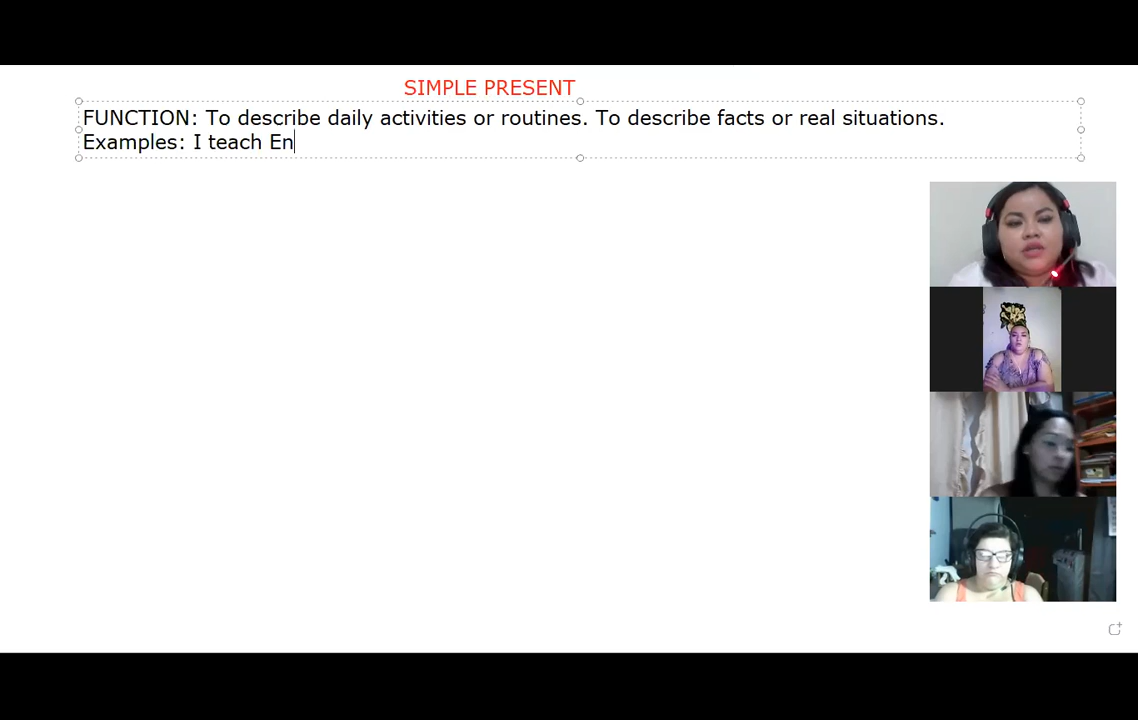 SIMPLE PRESENT
FUNCTION: To describe daily activities or routines. To describe facts or real situations.
Examples: I teach En